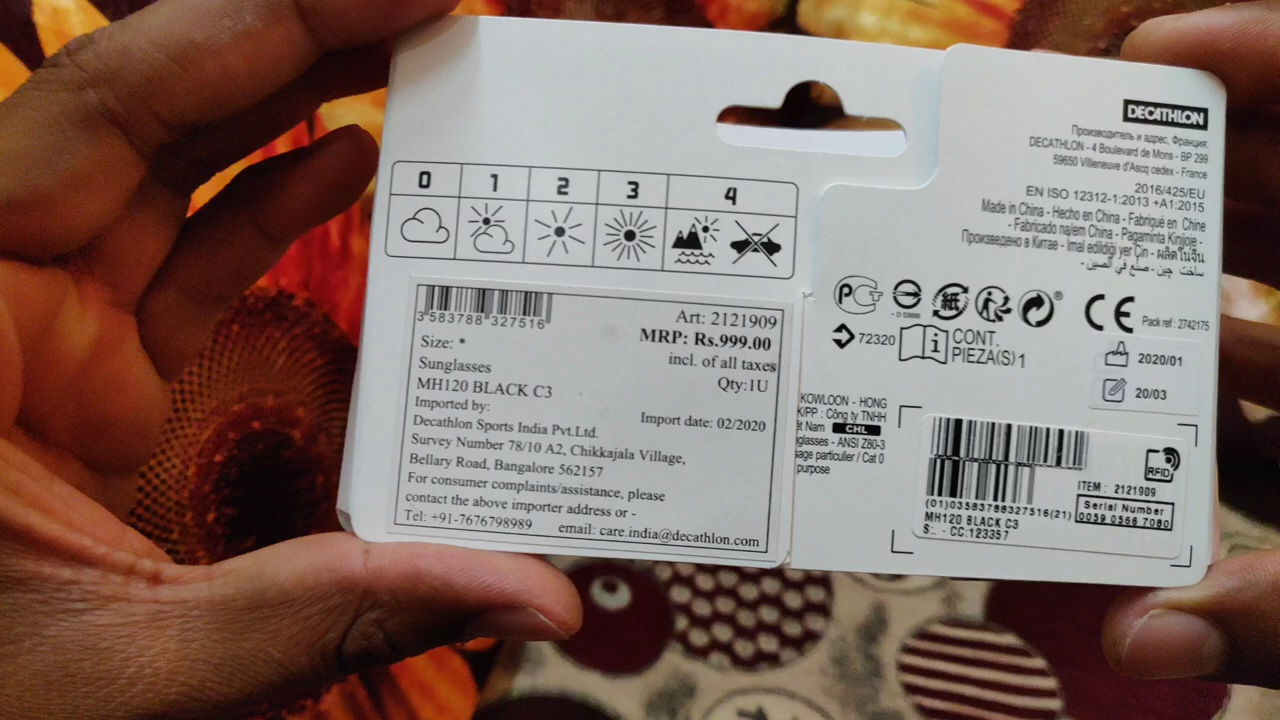 0 1 2 3 4
3 583788 327516
Art: 2121909
MRP: Rs.999.00
incl. of all taxes
Size: *
Qty:1U
Sunglasses
MH120 BLACK C3
Imported by:
Import date: 02/2020
Decathlon Sports India Pvt.Ltd.
Survey Number 78/10 A2, Chikkajala Village,
Bellary Road, Bangalore 562157
For consumer complaints/assistance, please
contact the above importer address or -
Tel: +91-7676798989 email: care.india@decathlon.com
DECATHLON
Производитель и адрес, Франция:
DECATHLON - 4 Boulevard de Mons - BP 299
59650 Villeneuve d'Ascq cedex - France
2016/425/EU
EN ISO 12312-1:2013 +A1:2015
Made in China - Hecho en China - Fabriqué en Chine
- Fabricado na/em China - Pagaminta Kinijoje -
Произведено в Китае - İmal edildiği yer Çin - ผลิตในจีน
ساخت چین - صنع في الصين -
PCT
紙
®
CE
Pack ref : 2742175
72320
i
CONT.
PIEZA(S) 1
2020/01
20/03
KOWLOON - HONG
K/PP : Công ty TNHH
ệt Nam CHL
glasses - ANSI Z80-3
sage particulier / Cat 0
purpose
RFID
ITEM : 2121909
(01)03583788327516(21)
Serial Number
0059 0566 7080
MH120 BLACK C3
S:. - CC:123357